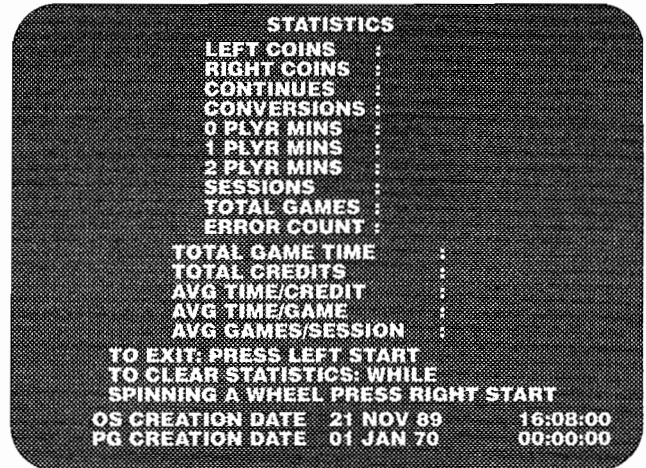 STATISTICS
LEFT COINS :
RIGHT COINS :
CONTINUES :
CONVERSIONS :
0 PLYR MINS :
1 PLYR MINS :
2 PLYR MINS :
SESSIONS :
TOTAL GAMES :
ERROR COUNT :
TOTAL GAME TIME :
TOTAL CREDITS :
AVG TIME/CREDIT :
AVG TIME/GAME :
AVG GAMES/SESSION :
TO EXIT: PRESS LEFT START
TO CLEAR STATISTICS: WHILE
SPINNING A WHEEL PRESS RIGHT START
OS CREATION DATE 21 NOV 89 16:08:00
PG CREATION DATE 01 JAN 70 00:00:00